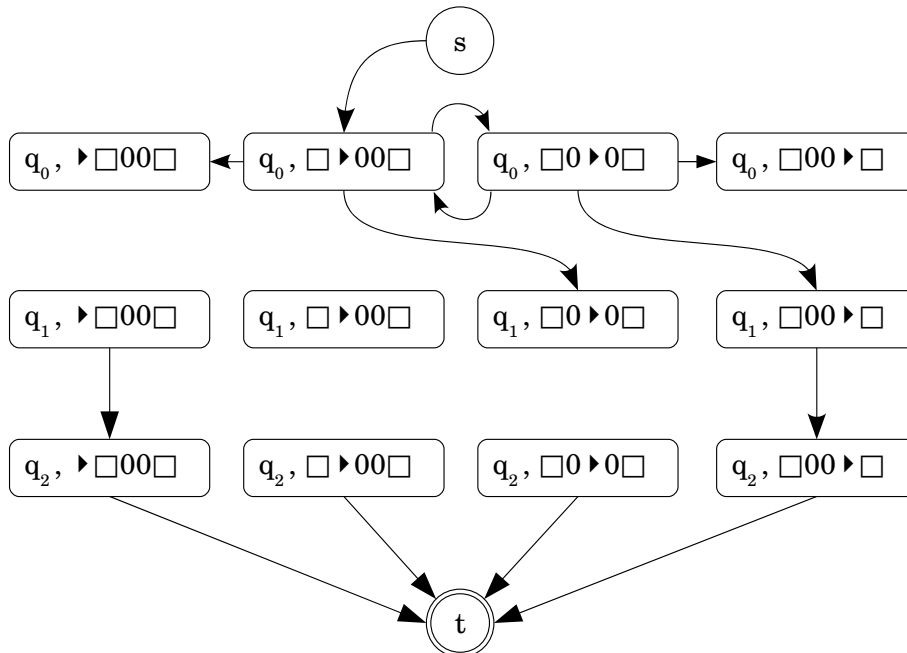 s
q₀, ▶□00□
q₀, □▶00□
q₀, □0▶0□
q₀, □00▶□
q₁, ▶□00□
q₁, □▶00□
q₁, □0▶0□
q₁, □00▶□
q₂, ▶□00□
q₂, □▶00□
q₂, □0▶0□
q₂, □00▶□
t